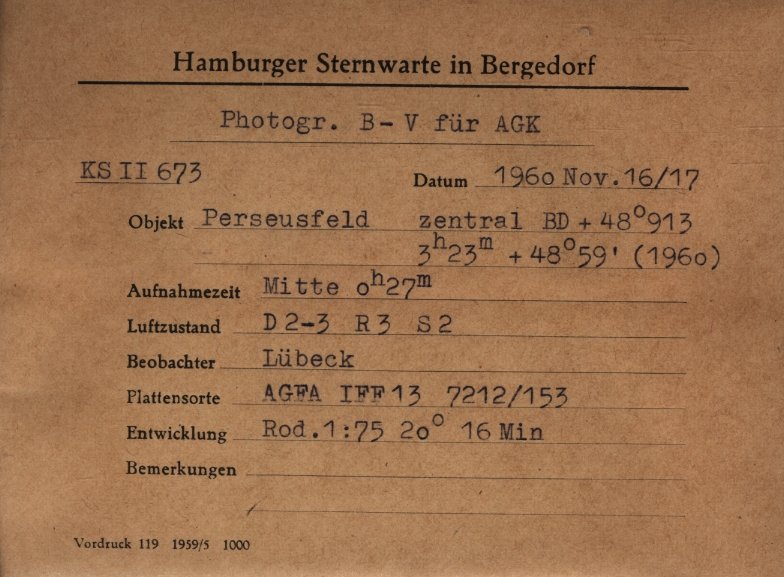 Hamburger Sternwarte in Bergedorf
Photogr. B-V für AGK
KS II 673 Datum 1960 Nov.16/17
Objekt Perseusfeld zentral BD +48°913
3ʰ23ᵐ +48°59' (1960)
Aufnahmezeit Mitte 0ʰ27ᵐ
Luftzustand D 2-3 R 3 S 2
Beobachter Lübeck
Plattensorte AGFA IFF 13 7212/153
Entwicklung Rod.1:75 20° 16 Min
Bemerkungen
Vordruck 119 1959/5 1000